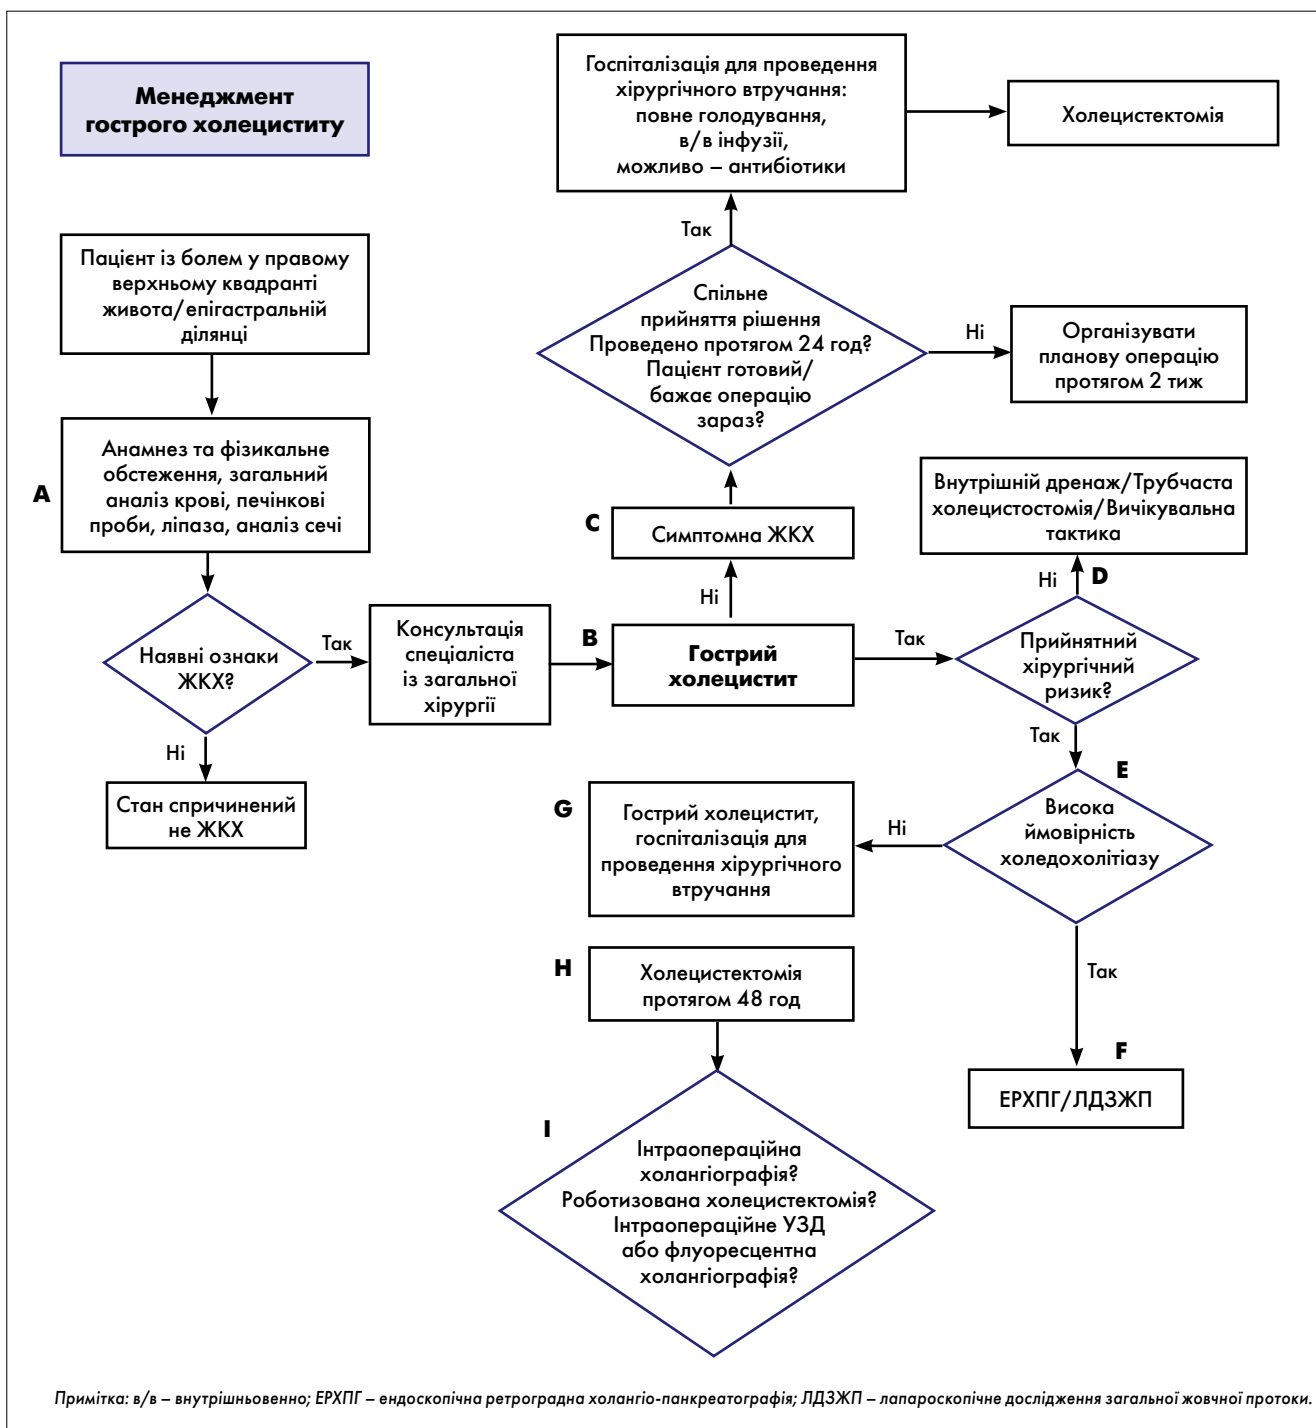 Менеджмент
гострого холециститу
Пацієнт із болем у правому
верхньому квадранті
живота/епігастральній
ділянці
A
Анамнез та фізикальне
обстеження, загальний
аналіз крові, печінкові
проби, ліпаза, аналіз сечі
Наявні ознаки
ЖКХ?
Ні
Стан спричинений
не ЖКХ
Так
Консультація
спеціаліста
із загальної
хірургії
B
Гострий
холецистит
Ні
C
Симптомна ЖКХ
Спільне
прийняття рішення
Проведено протягом 24 год?
Пацієнт готовий/
бажає операцію
зараз?
Так
Госпіталізація для проведення
хірургічного втручання:
повне голодування,
в/в інфузії,
можливо – антибіотики
Холецистектомія
Ні
Організувати
планову операцію
протягом 2 тиж
Так
Прийнятний
хірургічний
ризик?
Ні
D
Внутрішній дренаж/Трубчаста
холецистостомія/Вичікувальна
тактика
Так
E
Висока
ймовірність
холедохолітіазу
Ні
G
Гострий холецистит,
госпіталізація для
проведення хірургічного
втручання
Так
F
ЕРХПГ/ЛДЗЖП
H
Холецистектомія
протягом 48 год
I
Інтраопераційна
холангіографія?
Роботизована холецистектомія?
Інтраопераційне УЗД
або флуоресцентна
холангіографія?
Примітка: в/в – внутрішньовенно; ЕРХПГ – ендоскопічна ретроградна холангіо-панкреатографія; ЛДЗЖП – лапароскопічне дослідження загальної жовчної протоки.